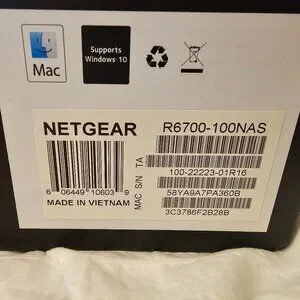 Mac
Supports
Windows 10
NETGEAR
R6700-100NAS
6 06449 10603 9
MADE IN VIETNAM
TA
100-22223-01R16
S/N
58YA9A7PA360B
MAC
3C3786F2B28B